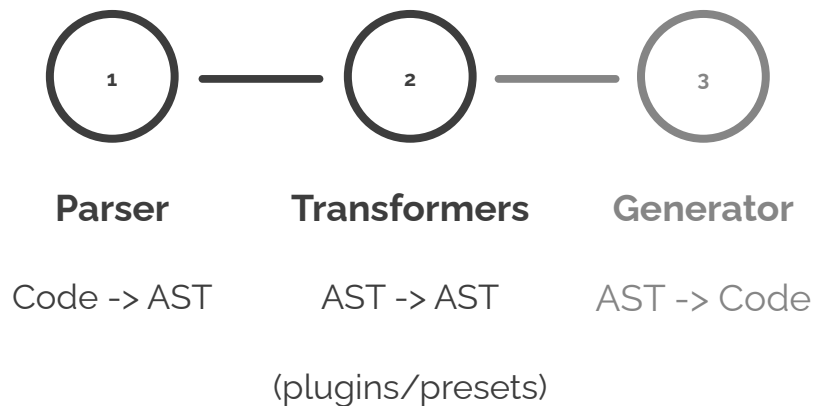 1 2 3
Parser Transformers Generator
Code -> AST AST -> AST AST -> Code
(plugins/presets)